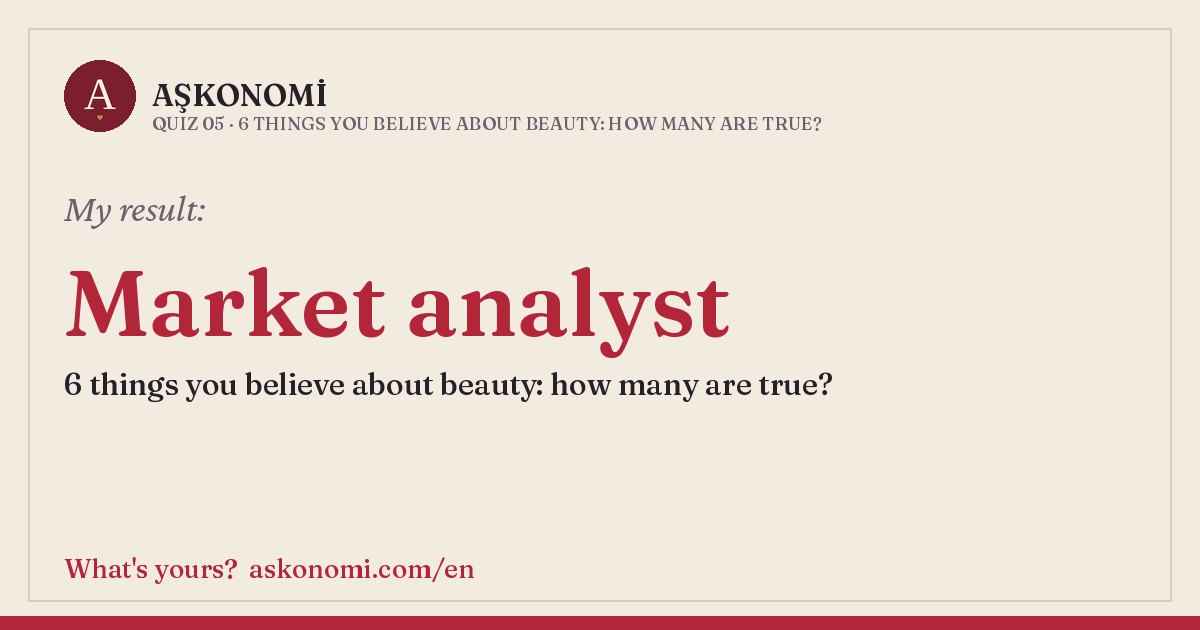 A
AŞKONOMİ
QUIZ 05 · 6 THINGS YOU BELIEVE ABOUT BEAUTY: HOW MANY ARE TRUE?
My result:
Market analyst
6 things you believe about beauty: how many are true?
What's yours? askonomi.com/en